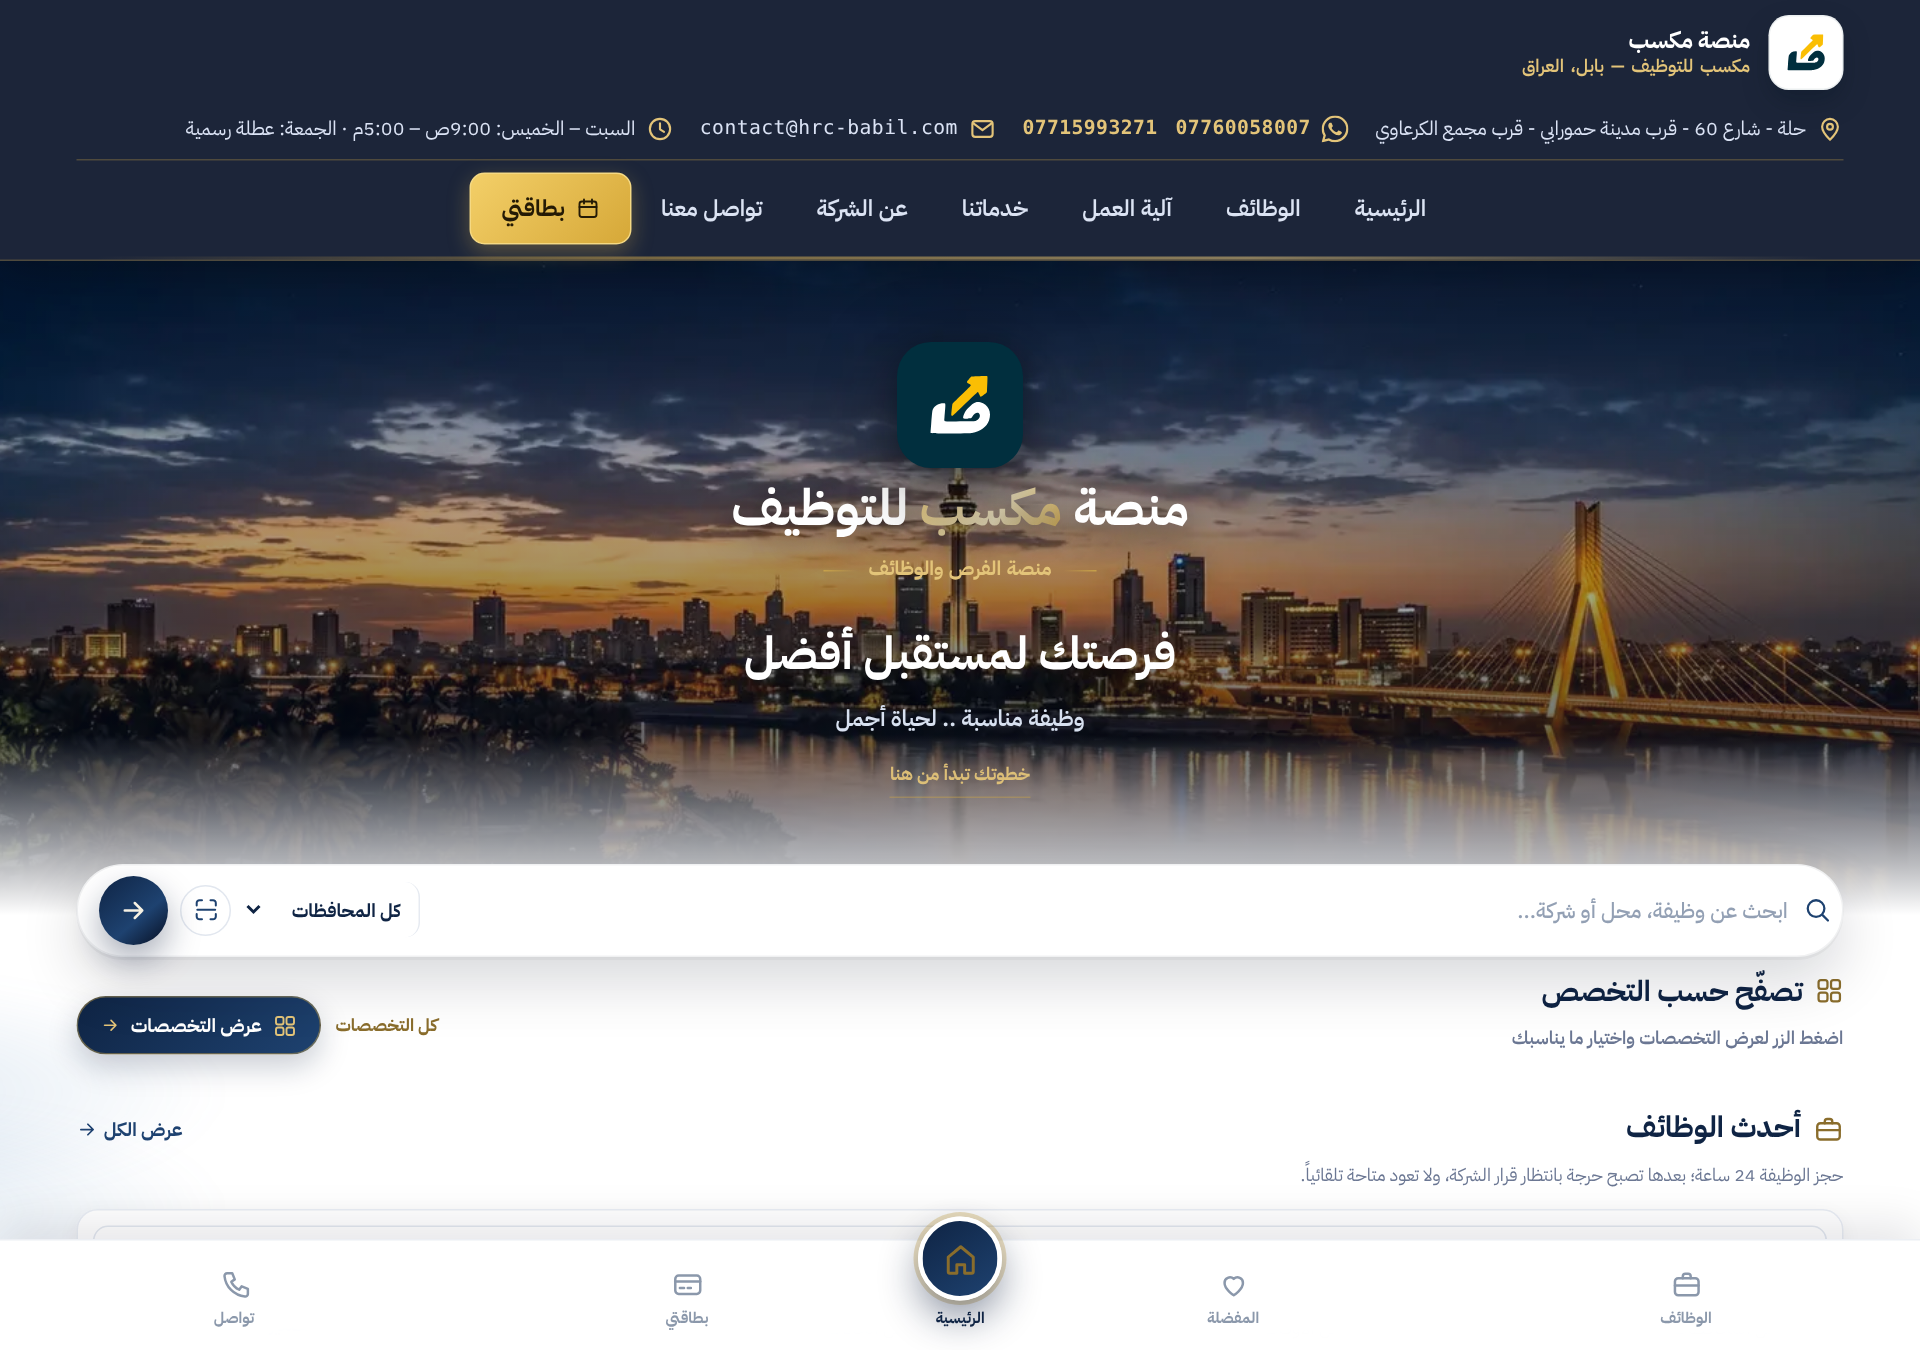 منصة مكسب
مكسب للتوظيف — بابل، العراق
حلة - شارع 60 - قرب مدينة حمورابي - قرب مجمع الكرعاوي
07760058007 07715993271
contact@hrc-babil.com
السبت – الخميس: 9:00ص – 5:00م · الجمعة: عطلة رسمية
الرئيسية
الوظائف
آلية العمل
خدماتنا
عن الشركة
تواصل معنا
بطاقتي
منصة مكسب للتوظيف
منصة الفرص والوظائف
فرصتك لمستقبل أفضل
وظيفة مناسبة .. لحياة أجمل
خطوتك تبدأ من هنا
ابحث عن وظيفة، محل أو شركة...
كل المحافظات
تصفّح حسب التخصص
اضغط الزر لعرض التخصصات واختيار ما يناسبك
كل التخصصات
عرض التخصصات
أحدث الوظائف
عرض الكل
حجز الوظيفة 24 ساعة؛ بعدها تصبح حرجة بانتظار قرار الشركة، ولا تعود متاحة تلقائياً.
الوظائف
المفضلة
الرئيسية
بطاقتي
تواصل